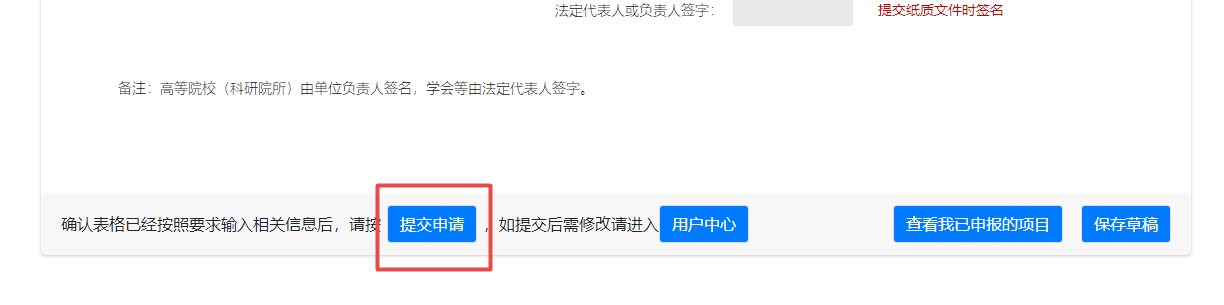 法定代表人或负责人签字： 提交纸质文件时签名
备注：高等院校（科研院所）由单位负责人签名，学会等由法定代表人签字。
确认表格已经按照要求输入相关信息后，请按 提交申请 ，如提交后需修改请进入 用户中心 查看我已申报的项目 保存草稿